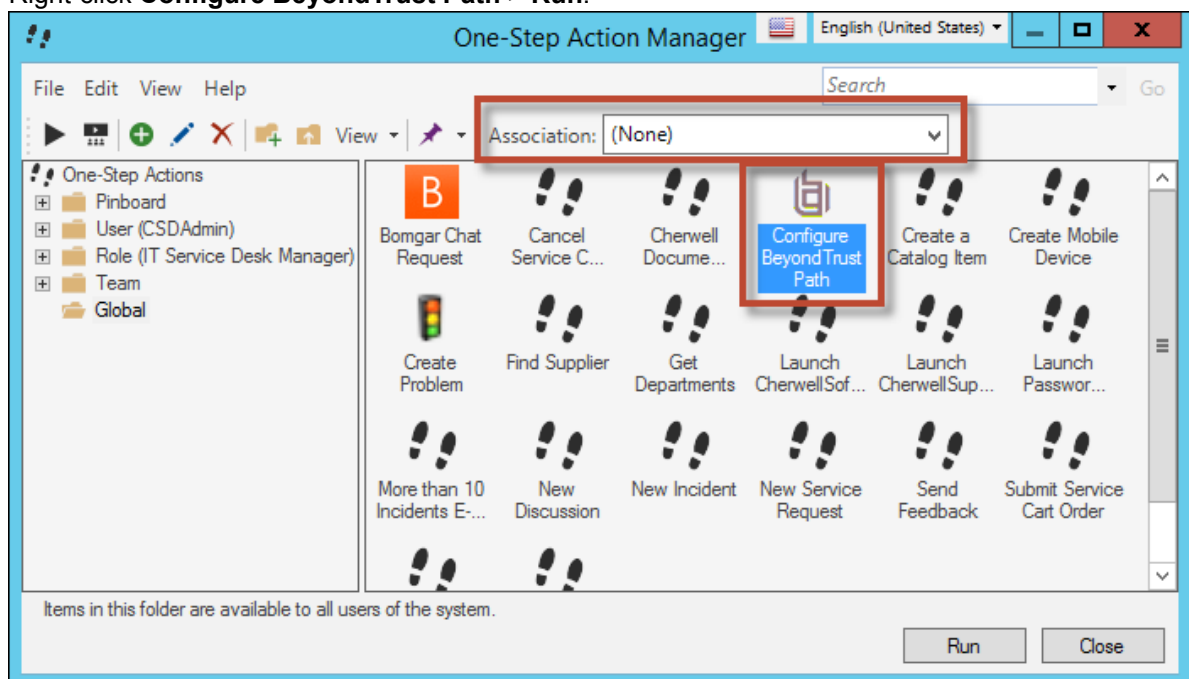 Right-click Configure BeyondTrust Path > Run.
One-Step Action Manager
English (United States)
File Edit View Help
Search
Go
View
Association: (None)
One-Step Actions
Pinboard
User (CSDAdmin)
Role (IT Service Desk Manager)
Team
Global
B
Bomgar Chat
Request
Cancel
Service C...
Cherwell
Docume...
Configure
BeyondTrust
Path
Create a
Catalog Item
Create Mobile
Device
Create
Problem
Find Supplier
Get
Departments
Launch
CherwellSof...
Launch
CherwellSup...
Launch
Passwor...
More than 10
Incidents E-...
New
Discussion
New Incident
New Service
Request
Send
Feedback
Submit Service
Cart Order
Items in this folder are available to all users of the system.
Run
Close